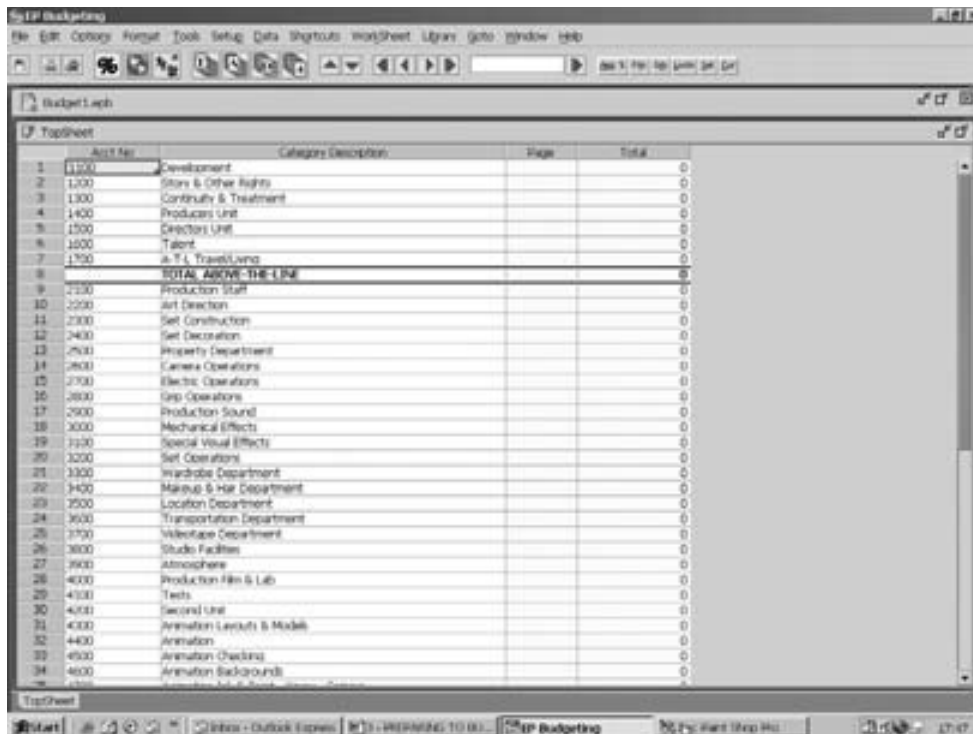 EP Budgeting
File Edit Options Format Tools Setup Data Shortcuts WorkSheet Library Goto Window Help
Budget1.epb
TopSheet
Acct No Category Description Page Total
1 1100 Development 0
2 1200 Story & Other Rights 0
3 1300 Continuity & Treatment 0
4 1400 Producers Unit 0
5 1500 Directors Unit 0
6 1600 Talent 0
7 1700 A-T-L Travel/Living 0
8 TOTAL ABOVE-THE-LINE 0
9 2100 Production Staff 0
10 2200 Art Direction 0
11 2300 Set Construction 0
12 2400 Set Decoration 0
13 2500 Property Department 0
14 2600 Camera Operations 0
15 2700 Electric Operations 0
16 2800 Grip Operations 0
17 2900 Production Sound 0
18 3000 Mechanical Effects 0
19 3100 Special Visual Effects 0
20 3200 Set Operations 0
21 3300 Wardrobe Department 0
22 3400 Makeup & Hair Department 0
23 3500 Location Department 0
24 3600 Transportation Department 0
25 3700 Videotape Department 0
26 3800 Studio Facilities 0
27 3900 Atmosphere 0
28 4000 Production Film & Lab 0
29 4100 Tests 0
30 4200 Second Unit 0
31 4300 Animation Layouts & Models 0
32 4400 Animation 0
33 4500 Animation Checking 0
34 4600 Animation Backgrounds 0
TopSheet
Start Inbox - Outlook Express 3 - PREPARING TO BU... EP Budgeting Paint Shop Pro